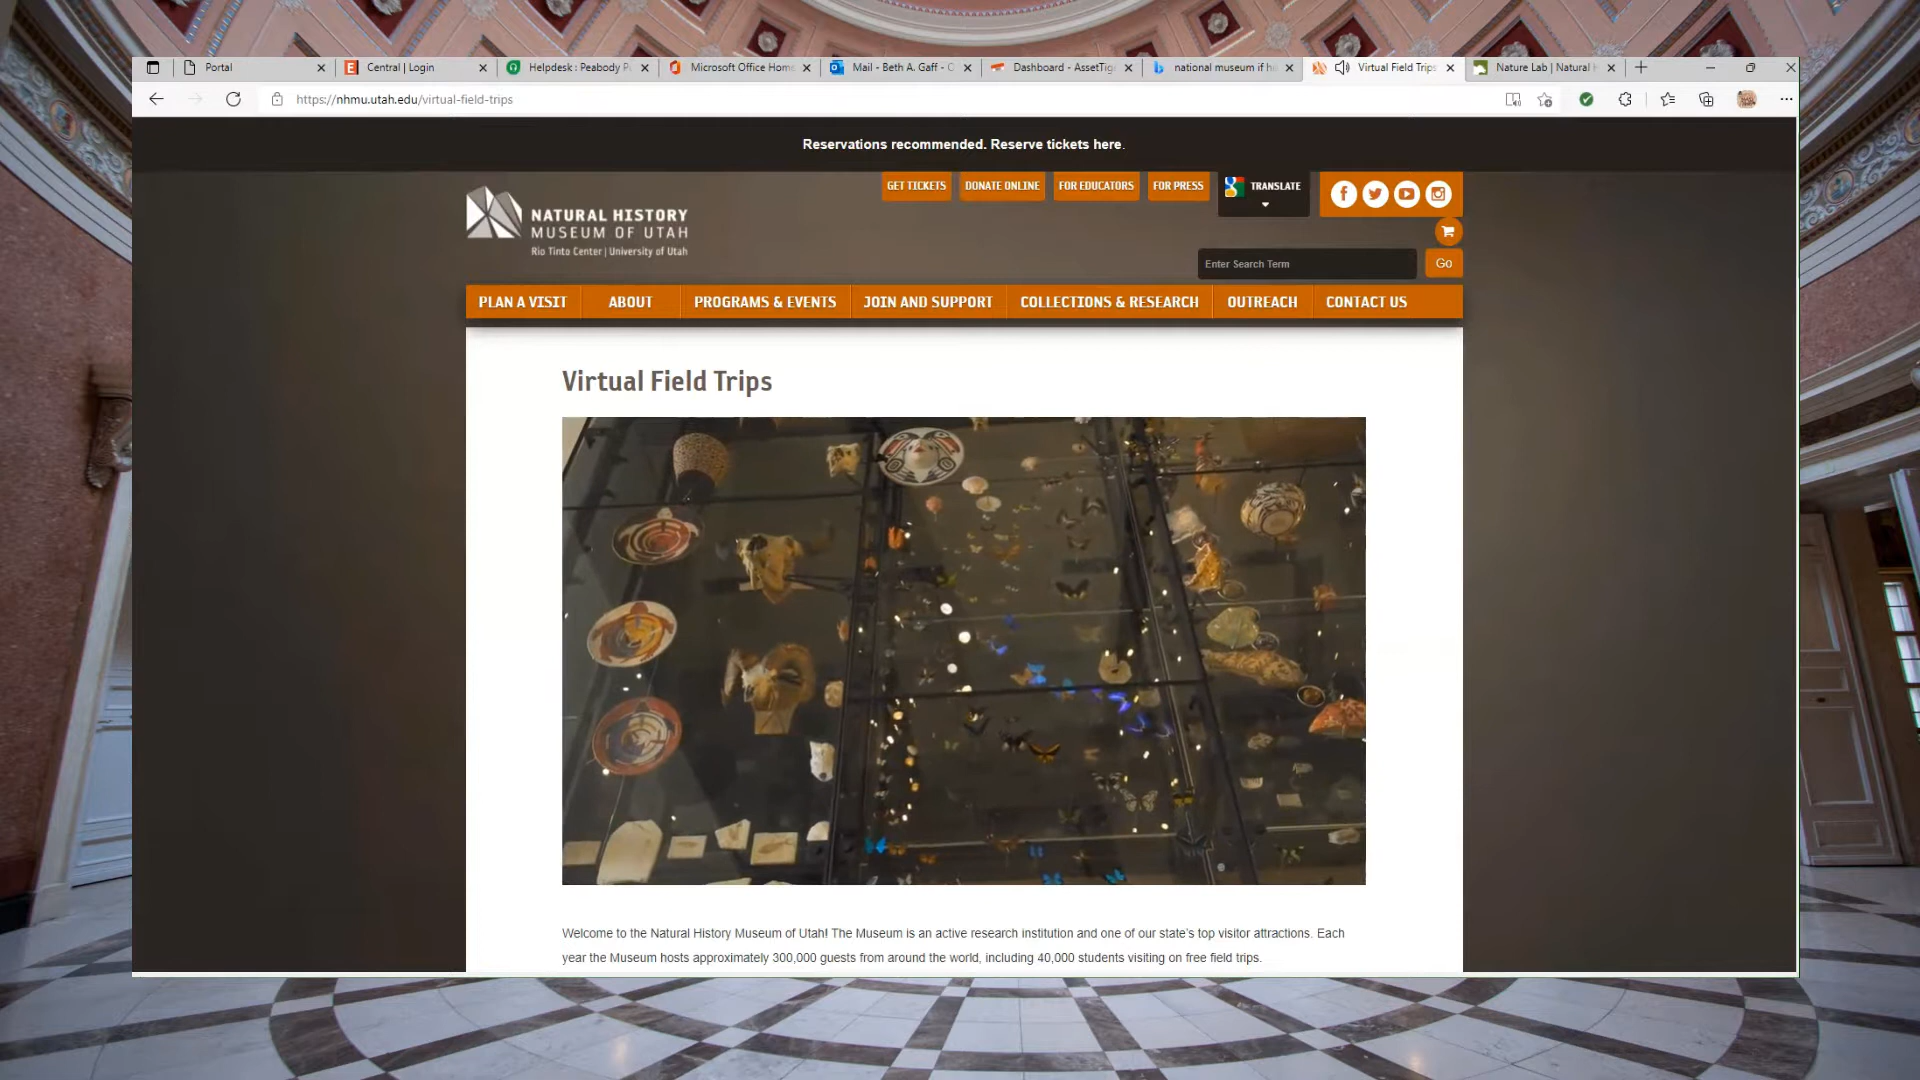 Portal
Central | Login
Helpdesk : Peabody P
Microsoft Office Home
Mail - Beth A. Gaff - O
Dashboard - AssetTig
national museum if hi
Virtual Field Trips
Nature Lab | Natural H
https://nhmu.utah.edu/virtual-field-trips
Reservations recommended. Reserve tickets here.
GET TICKETS
DONATE ONLINE
FOR EDUCATORS
FOR PRESS
TRANSLATE
NATURAL HISTORY
MUSEUM OF UTAH
Rio Tinto Center | University of Utah
Enter Search Term
Go
PLAN A VISIT
ABOUT
PROGRAMS & EVENTS
JOIN AND SUPPORT
COLLECTIONS & RESEARCH
OUTREACH
CONTACT US
Virtual Field Trips
Welcome to the Natural History Museum of Utah! The Museum is an active research institution and one of our state's top visitor attractions. Each
year the Museum hosts approximately 300,000 guests from around the world, including 40,000 students visiting on free field trips.